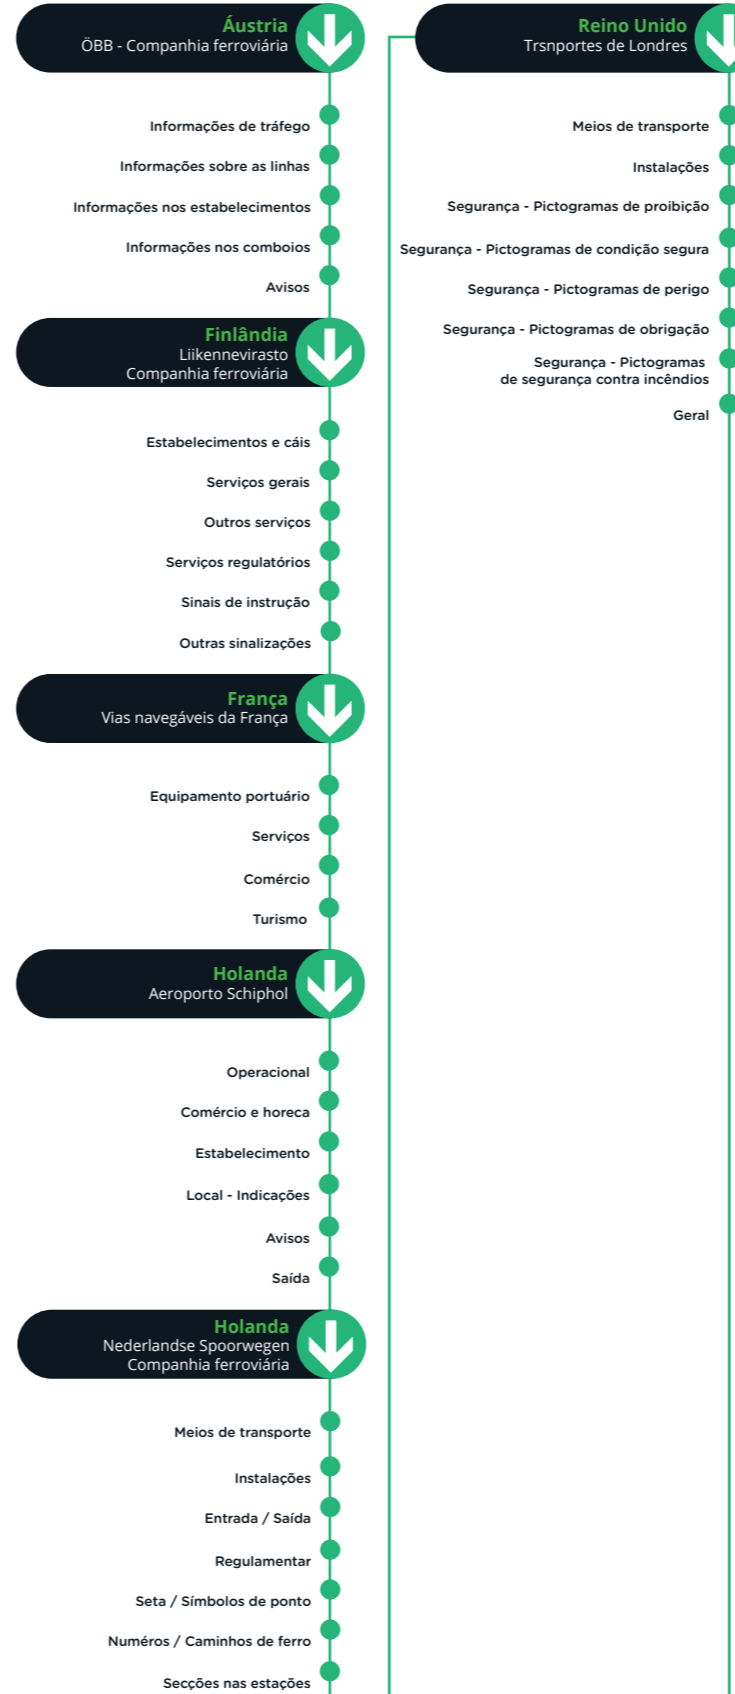 Áustria
ÖBB - Companhia ferroviária
Informações de tráfego
Informações sobre as linhas
Informações nos estabelecimentos
Informações nos comboios
Avisos
Finlândia
Liikennevirasto
Companhia ferroviária
Estabelecimentos e cáis
Serviços gerais
Outros serviços
Serviços regulatórios
Sinais de instrução
Outras sinalizações
França
Vias navegáveis da França
Equipamento portuário
Serviços
Comércio
Turismo
Holanda
Aeroporto Schiphol
Operacional
Comércio e horeca
Estabelecimento
Local - Indicações
Avisos
Saída
Holanda
Nederlandse Spoorwegen
Companhia ferroviária
Meios de transporte
Instalações
Entrada / Saída
Regulamentar
Seta / Símbolos de ponto
Numéros / Caminhos de ferro
Secções nas estações
Reino Unido
Trsnportes de Londres
Meios de transporte
Instalações
Segurança - Pictogramas de proibição
Segurança - Pictogramas de condição segura
Segurança - Pictogramas de perigo
Segurança - Pictogramas de obrigação
Segurança - Pictogramas
de segurança contra incêndios
Geral